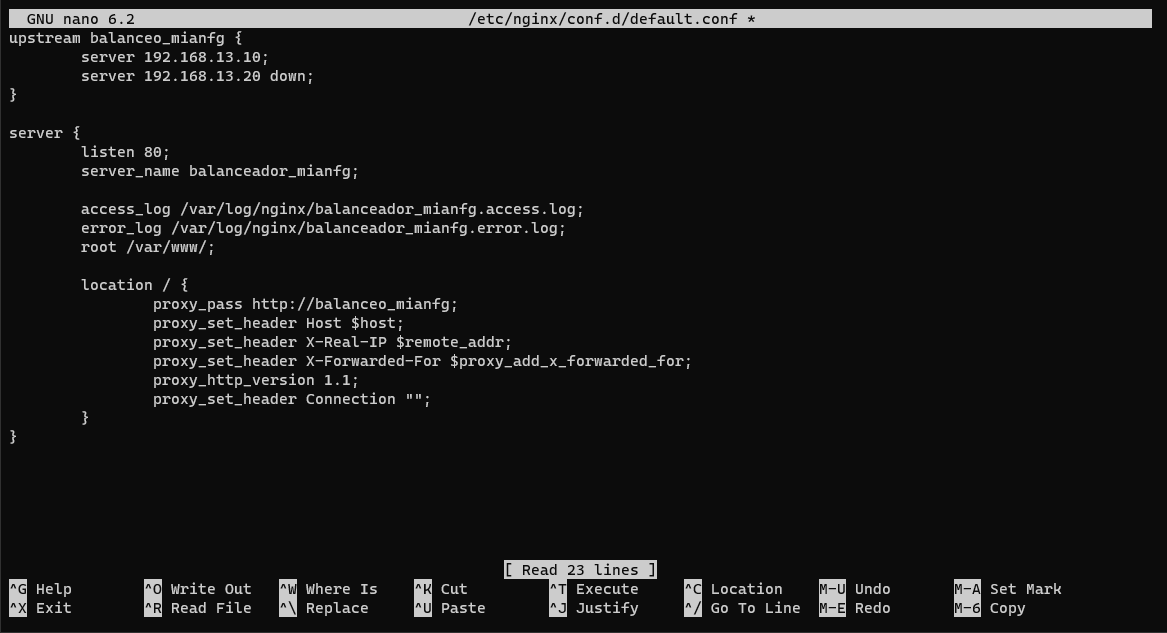 GNU nano 6.2 /etc/nginx/conf.d/default.conf *
upstream balanceo_mianfg {
        server 192.168.13.10;
        server 192.168.13.20 down;
}

server {
        listen 80;
        server_name balanceador_mianfg;

        access_log /var/log/nginx/balanceador_mianfg.access.log;
        error_log /var/log/nginx/balanceador_mianfg.error.log;
        root /var/www/;

        location / {
                proxy_pass http://balanceo_mianfg;
                proxy_set_header Host $host;
                proxy_set_header X-Real-IP $remote_addr;
                proxy_set_header X-Forwarded-For $proxy_add_x_forwarded_for;
                proxy_http_version 1.1;
                proxy_set_header Connection "";
        }
}

[ Read 23 lines ]
^G Help ^O Write Out ^W Where Is ^K Cut ^T Execute ^C Location M-U Undo M-A Set Mark
^X Exit ^R Read File ^\ Replace ^U Paste ^J Justify ^/ Go To Line M-E Redo M-6 Copy